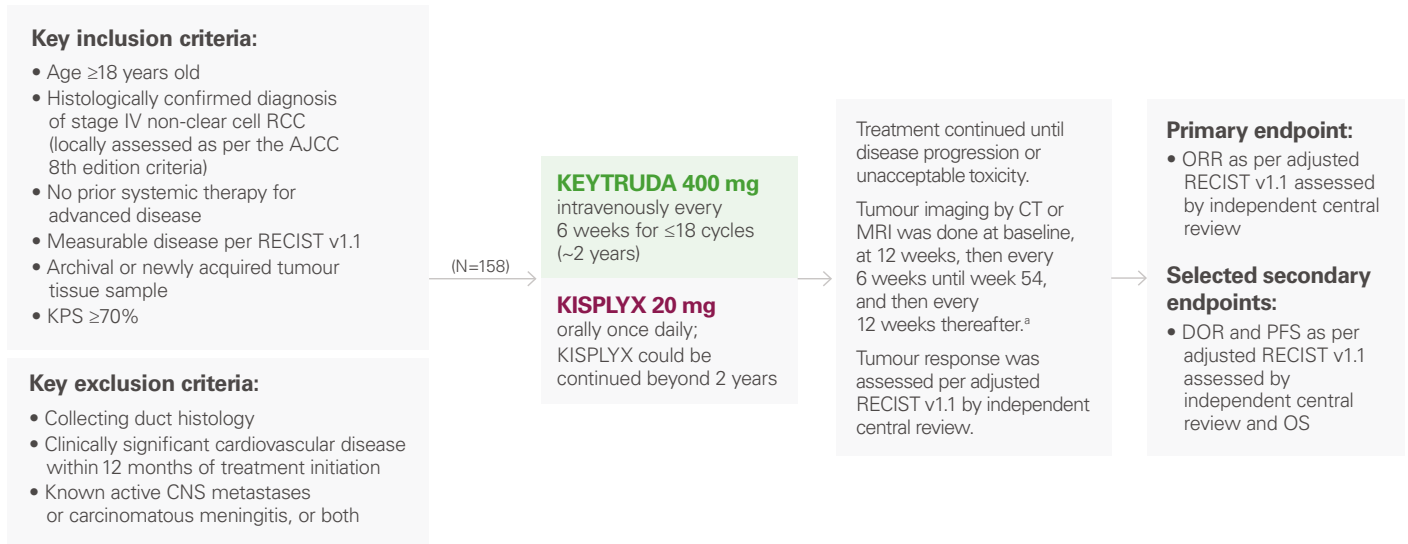 Key inclusion criteria:
• Age ≥18 years old
• Histologically confirmed diagnosis
of stage IV non-clear cell RCC
(locally assessed as per the AJCC
8th edition criteria)
• No prior systemic therapy for
advanced disease
• Measurable disease per RECIST v1.1
• Archival or newly acquired tumour
tissue sample
• KPS ≥70%
Key exclusion criteria:
• Collecting duct histology
• Clinically significant cardiovascular disease
within 12 months of treatment initiation
• Known active CNS metastases
or carcinomatous meningitis, or both
(N=158)
KEYTRUDA 400 mg
intravenously every
6 weeks for ≤18 cycles
(~2 years)
KISPLYX 20 mg
orally once daily;
KISPLYX could be
continued beyond 2 years
Treatment continued until
disease progression or
unacceptable toxicity.
Tumour imaging by CT or
MRI was done at baseline,
at 12 weeks, then every
6 weeks until week 54,
and then every
12 weeks thereafter.ᵃ
Tumour response was
assessed per adjusted
RECIST v1.1 by independent
central review.
Primary endpoint:
• ORR as per adjusted
RECIST v1.1 assessed
by independent central
review
Selected secondary
endpoints:
• DOR and PFS as per
adjusted RECIST v1.1
assessed by
independent central
review and OS